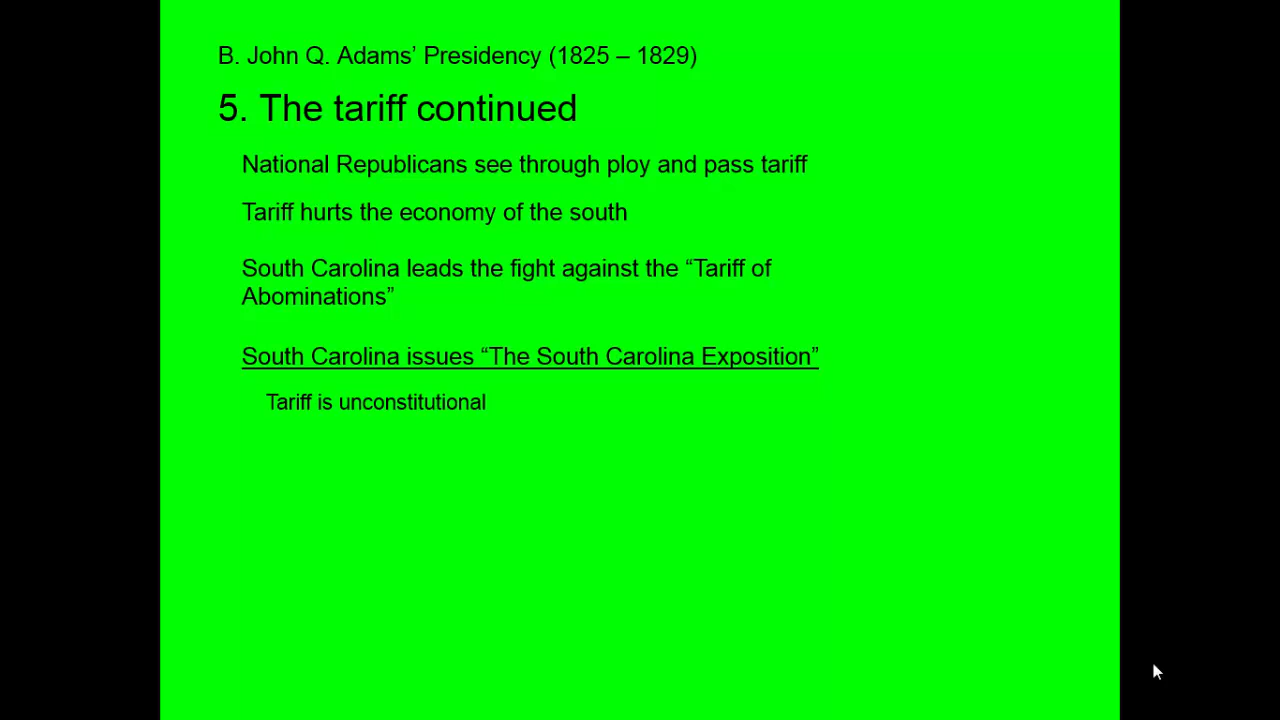 B. John Q. Adams’ Presidency (1825 – 1829)
5. The tariff continued
National Republicans see through ploy and pass tariff
Tariff hurts the economy of the south
South Carolina leads the fight against the “Tariff of
Abominations”
South Carolina issues “The South Carolina Exposition”
Tariff is unconstitutional